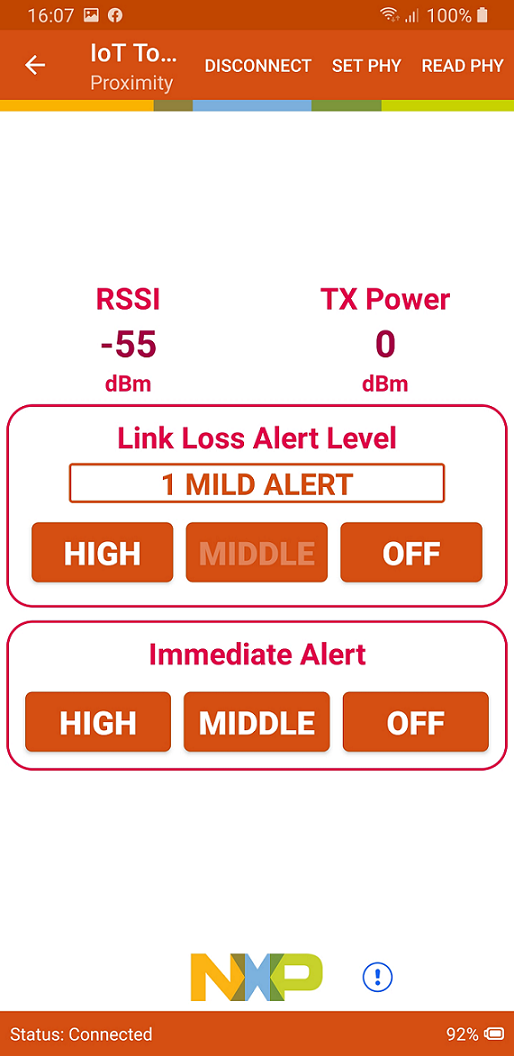 16:07 100%
IoT To... DISCONNECT SET PHY READ PHY
Proximity
RSSI TX Power
-55 0
dBm dBm
Link Loss Alert Level
1 MILD ALERT
HIGH MIDDLE OFF
Immediate Alert
HIGH MIDDLE OFF
NXP
Status: Connected 92%